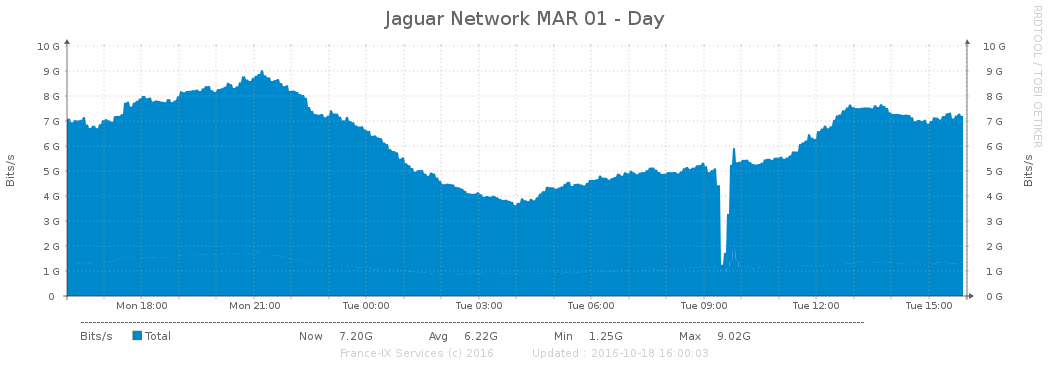 Jaguar Network MAR 01 - Day
RRDTOOL / TOBI OETIKER
10 G 10 G
9 G 9 G
8 G 8 G
7 G 7 G
6 G 6 G
5 G 5 G
4 G 4 G
3 G 3 G
2 G 2 G
1 G 1 G
0 0 G
Bits/s
Bits/s
Mon 18:00 Mon 21:00 Tue 00:00 Tue 03:00 Tue 06:00 Tue 09:00 Tue 12:00 Tue 15:00
Bits/s Total Now 7.20G Avg 6.22G Min 1.25G Max 9.02G
France-IX Services (c) 2016 Updated : 2016-10-18 16:00:03